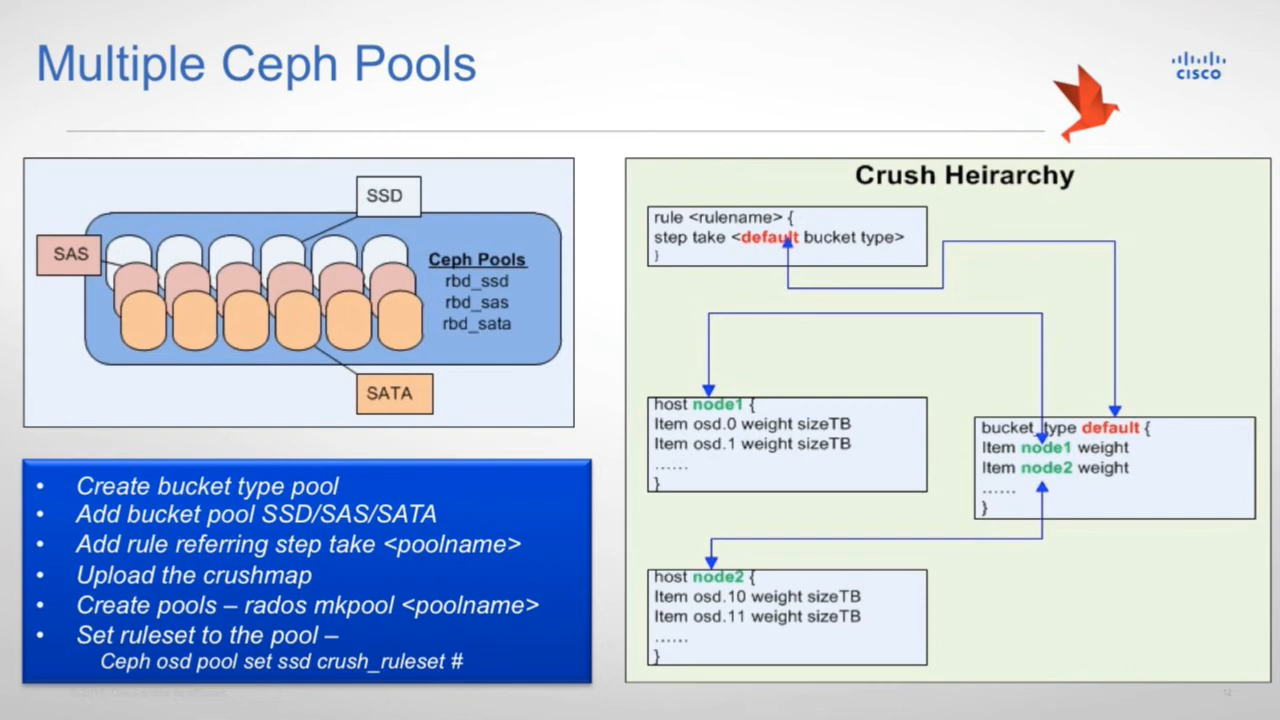 Multiple Ceph Pools
CISCO
SSD
SAS
Ceph Pools
rbd_ssd
rbd_sas
rbd_sata
SATA
• Create bucket type pool
• Add bucket pool SSD/SAS/SATA
• Add rule referring step take <poolname>
• Upload the crushmap
• Create pools – rados mkpool <poolname>
• Set ruleset to the pool –
Ceph osd pool set ssd crush_ruleset #
Crush Heirarchy
rule <rulename> {
step take <default bucket type>
}
host node1 {
Item osd.0 weight sizeTB
Item osd.1 weight sizeTB
......
}
bucket_type default {
Item node1 weight
Item node2 weight
......
}
host node2 {
Item osd.10 weight sizeTB
Item osd.11 weight sizeTB
......
}
12